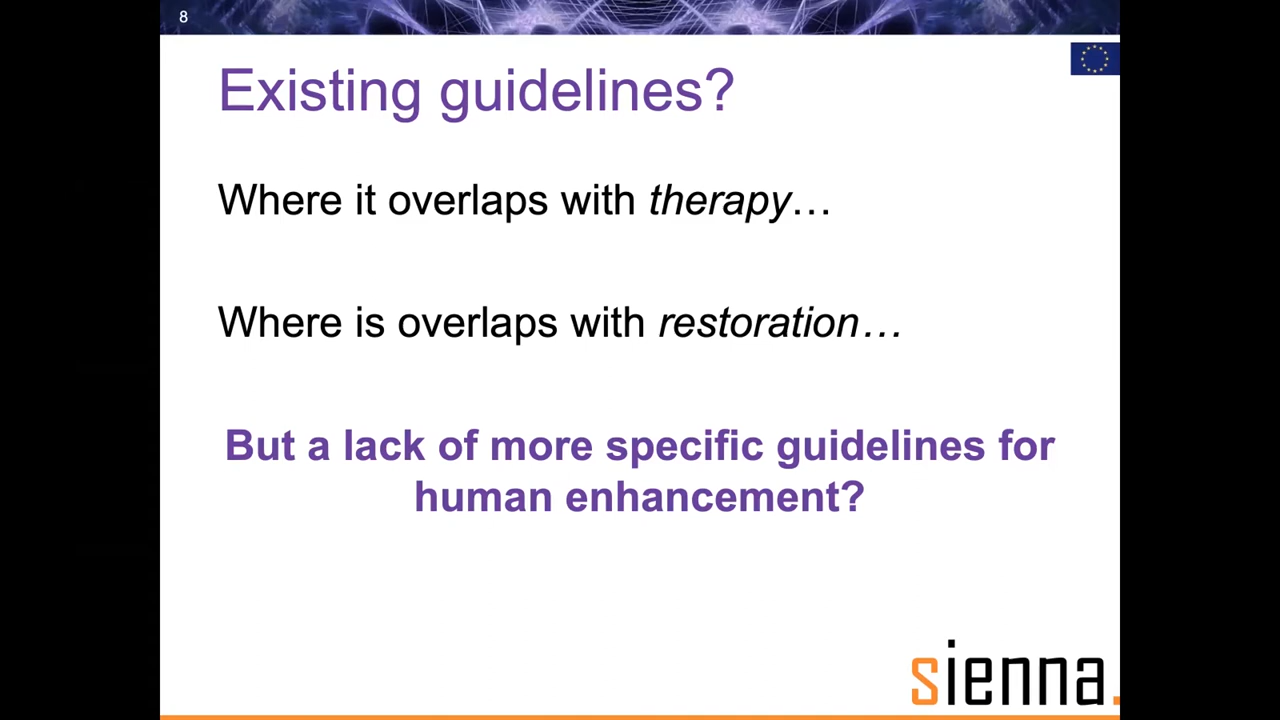 8
Existing guidelines?
Where it overlaps with therapy…
Where is overlaps with restoration…
But a lack of more specific guidelines for
human enhancement?
sienna.